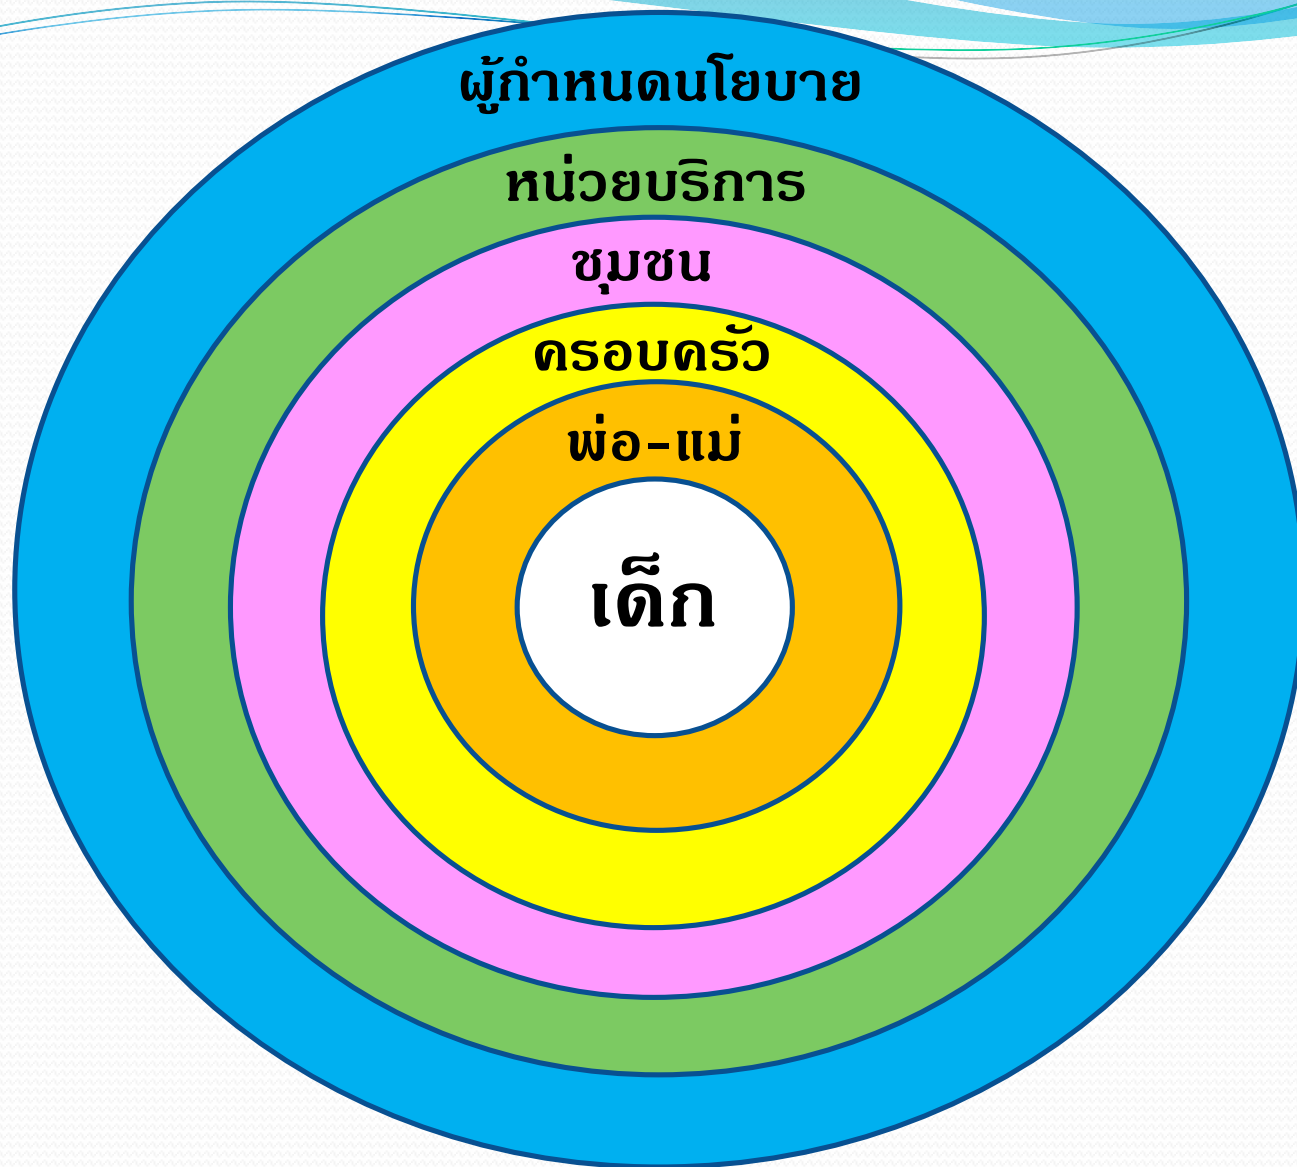 ผู้กำหนดนโยบาย
หน่วยบริการ
ชุมชน
ครอบครัว
พ่อ-แม่
เด็ก